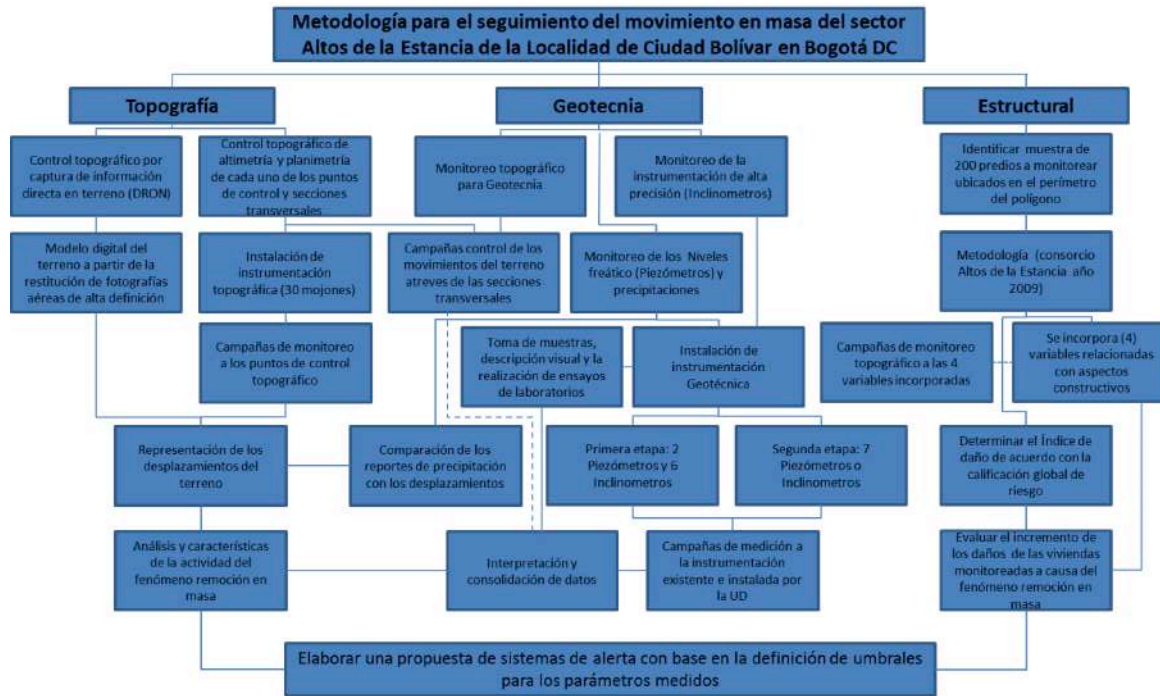 Metodología para el seguimiento del movimiento en masa del sector
Altos de la Estancia de la Localidad de Ciudad Bolívar en Bogotá DC
Topografía
Geotecnia
Estructural
Control topográfico por
captura de información
directa en terreno (DRON)
Control topográfico de
altimetría y planimetría
de cada uno de los puntos
de control y secciones
transversales
Monitoreo topográfico
para Geotecnia
Monitoreo de la
instrumentación de alta
precisión (Inclinometros)
Identificar muestra de
200 predios a monitorear
ubicados en el perímetro
del polígono
Modelo digital del
terreno a partir de la
restitución de fotografías
aéreas de alta definición
Instalación de
instrumentación
topográfica (30 mojones)
Campañas control de los
movimientos del terreno
atreves de las secciones
transversales
Monitoreo de los Niveles
freático (Piezómetros) y
precipitaciones
Metodología (consorcio
Altos de la Estancia año
2009)
Campañas de monitoreo
a los puntos de control
topográfico
Toma de muestras,
descripción visual y la
realización de ensayos de
laboratorios
Instalación de
instrumentación
Geotécnica
Campañas de monitoreo
topográfico a las 4
variables incorporadas
Se incorpora (4)
variables relacionadas
con aspectos
constructivos
Representación de los
desplazamientos del
terreno
Comparación de los
reportes de precipitación
con los desplazamientos
Primera etapa: 2
Piezómetros y 6
Inclinometros
Segunda etapa: 7
Piezómetros o
Inclinometros
Determinar el Índice de
daño de acuerdo con la
calificación global de
riesgo
Análisis y características
de la actividad del
fenómeno remoción en
masa
Interpretación y
consolidación de datos
Campañas de medición a
la instrumentación
existente e instalada por
la UD
Evaluar el incremento de
los daños de las viviendas
monitoreadas a causa del
fenómeno remoción en
masa
Elaborar una propuesta de sistemas de alerta con base en la definición de umbrales
para los parámetros medidos